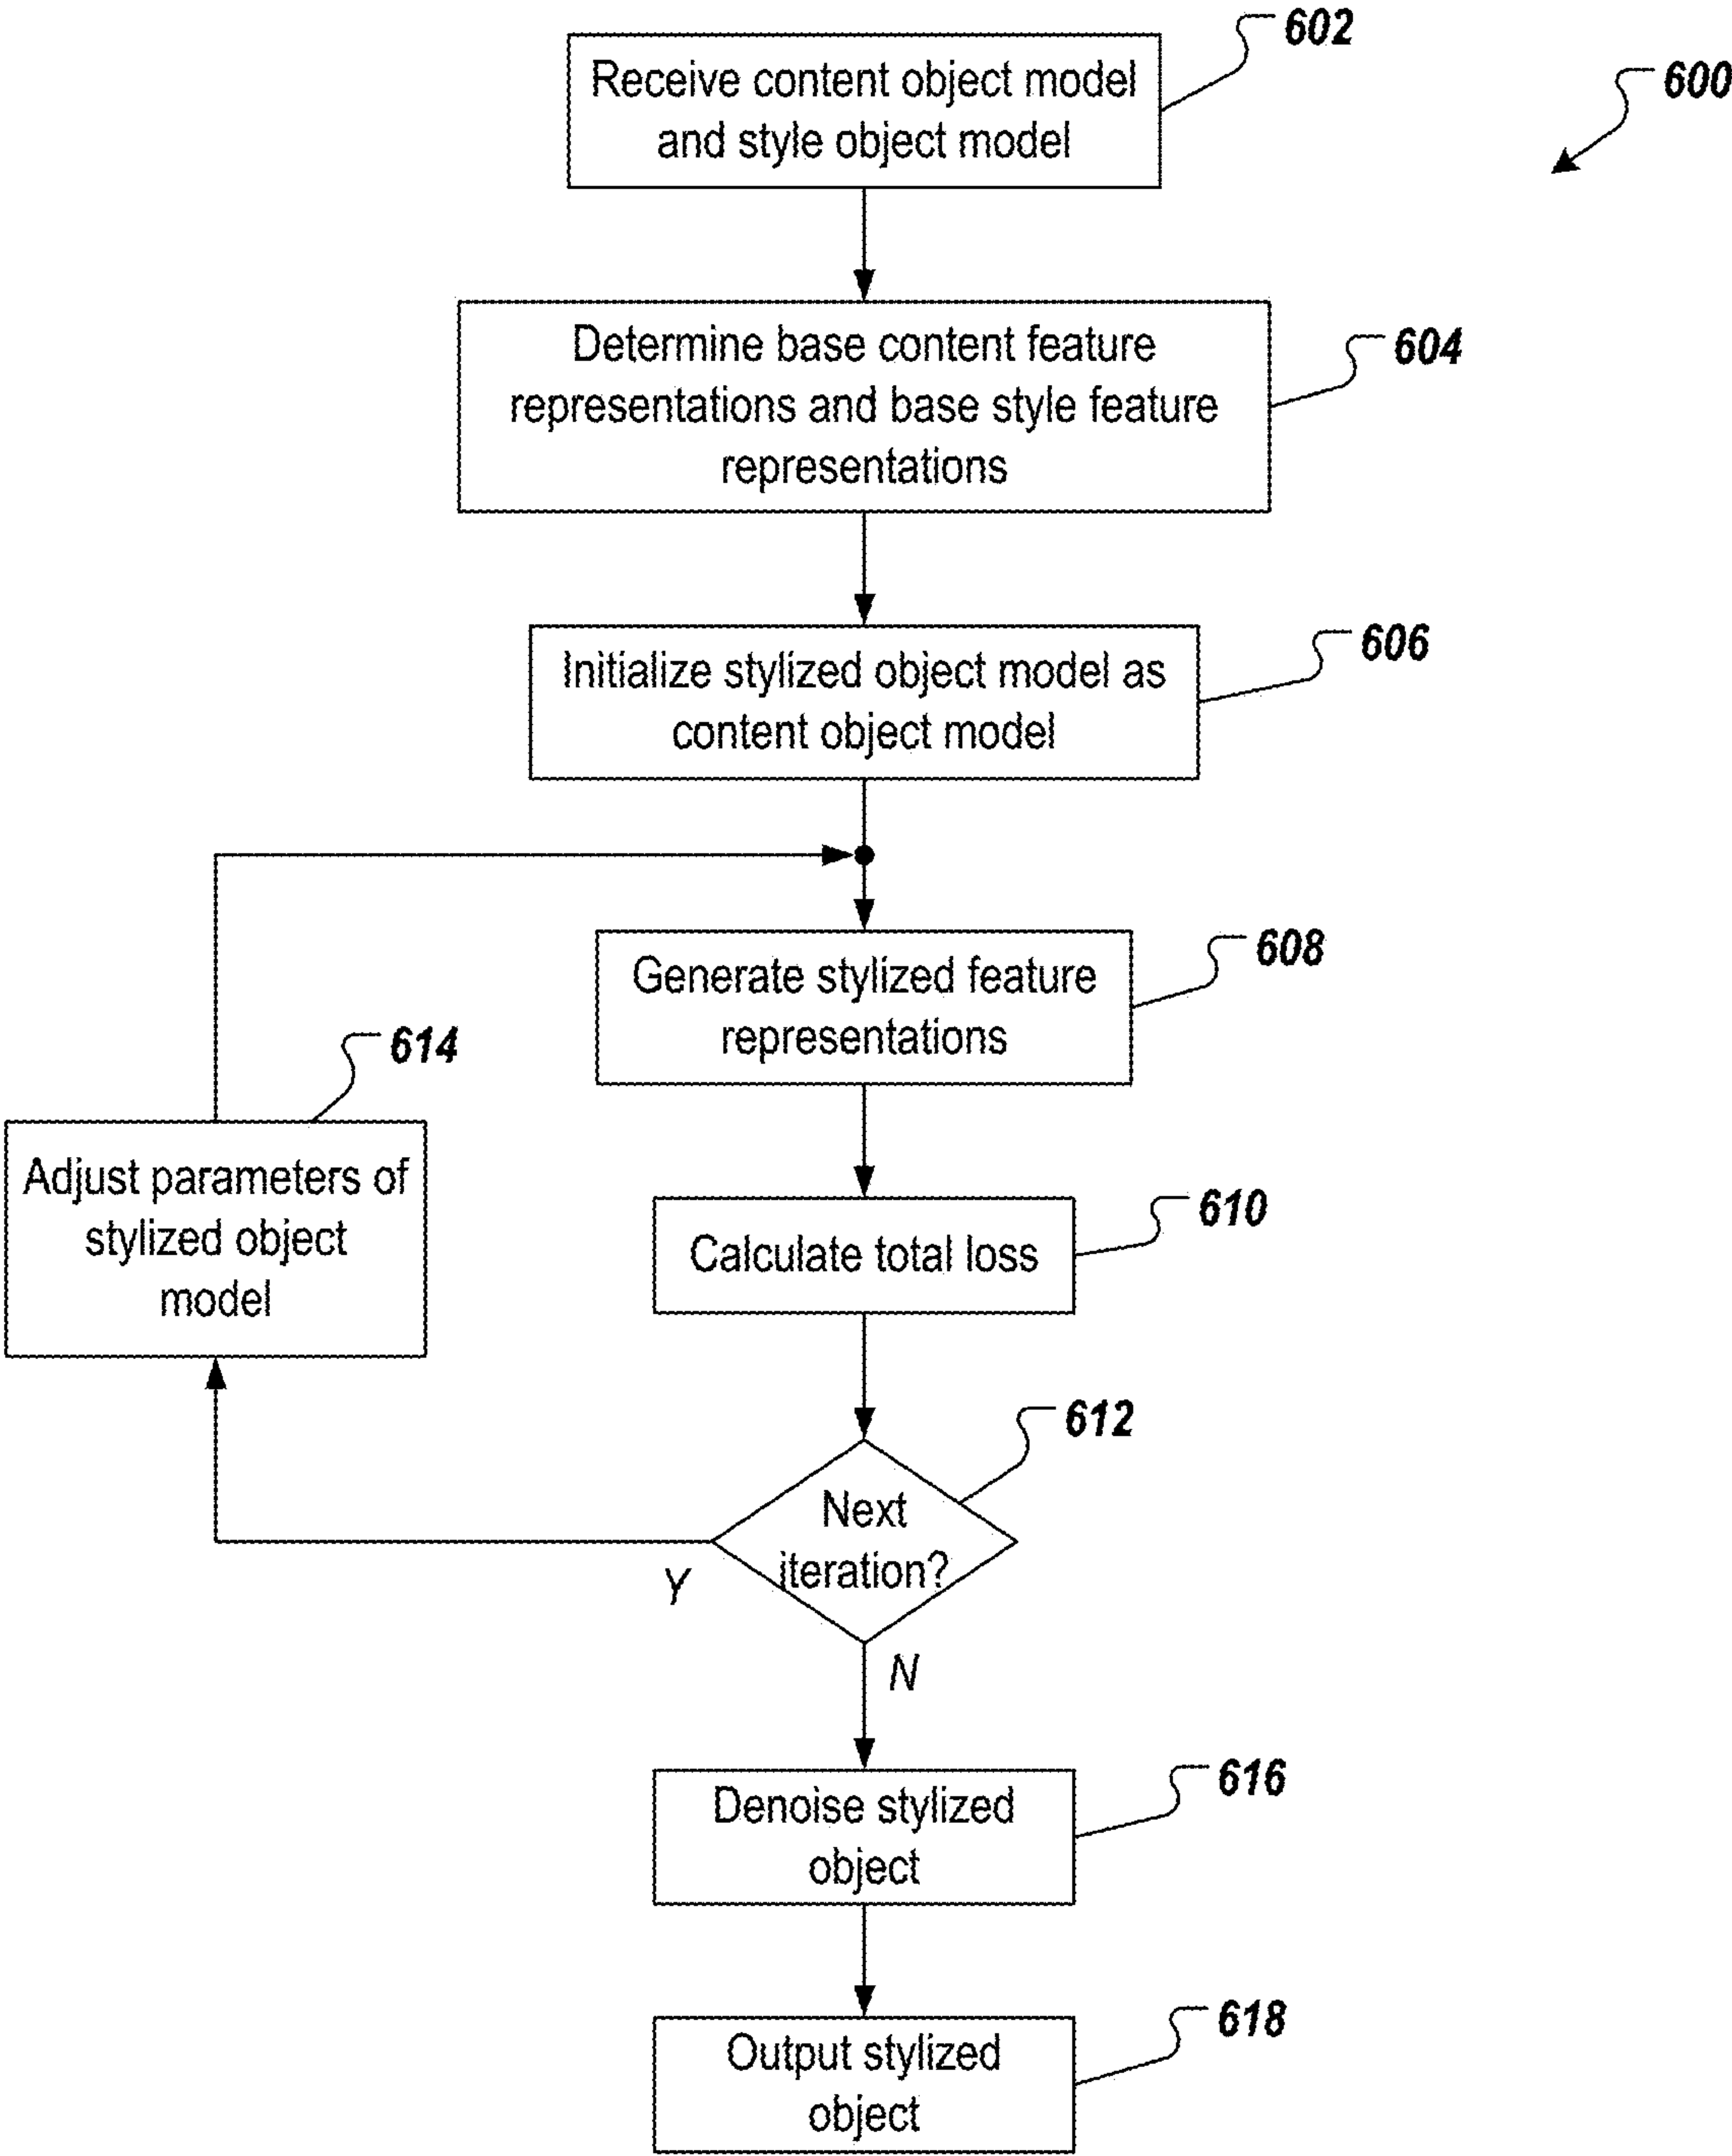 602
Receive content object model
and style object model
600
Determine base content feature
representations and base style feature
representations
604
Initialize stylized object model as
content object model
606
Generate stylized feature
representations
608
614
Adjust parameters of
stylized object
model
Calculate total loss
610
612
Next
iteration?
Y
N
Denoise stylized
object
616
Output stylized
object
618